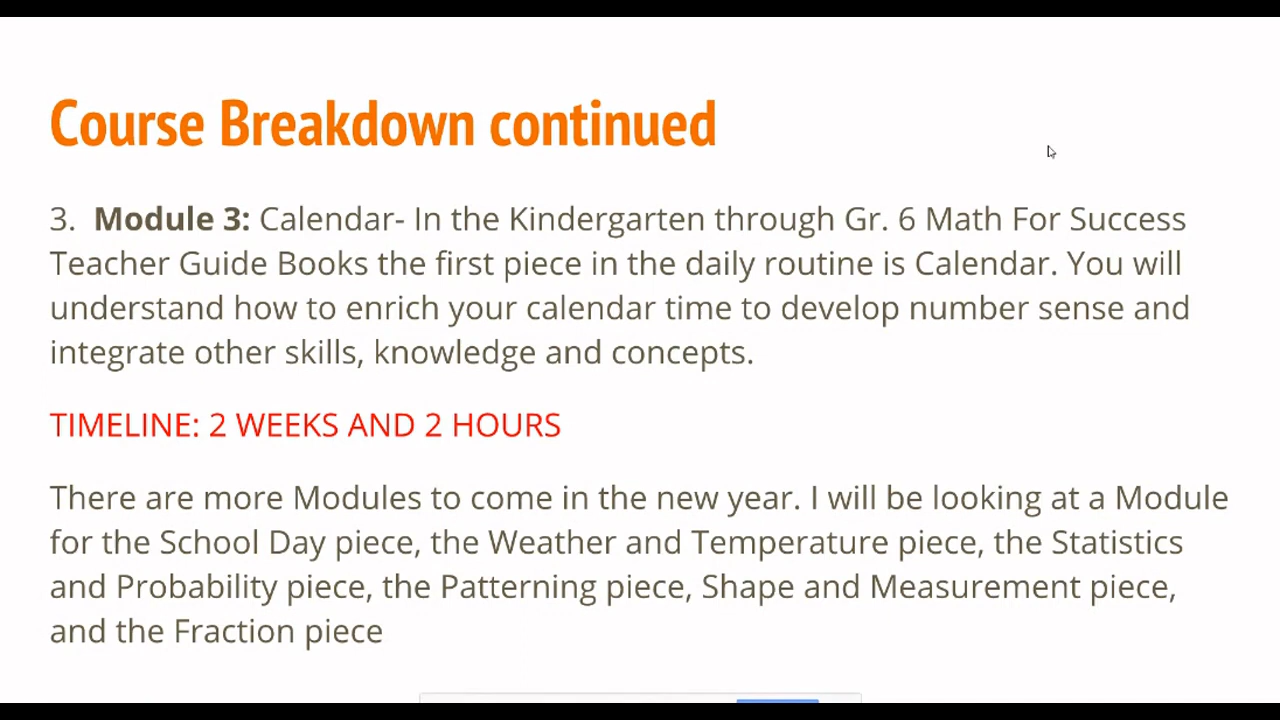 Course Breakdown continued
3. Module 3: Calendar- In the Kindergarten through Gr. 6 Math For Success
Teacher Guide Books the first piece in the daily routine is Calendar. You will
understand how to enrich your calendar time to develop number sense and
integrate other skills, knowledge and concepts.
TIMELINE: 2 WEEKS AND 2 HOURS
There are more Modules to come in the new year. I will be looking at a Module
for the School Day piece, the Weather and Temperature piece, the Statistics
and Probability piece, the Patterning piece, Shape and Measurement piece,
and the Fraction piece